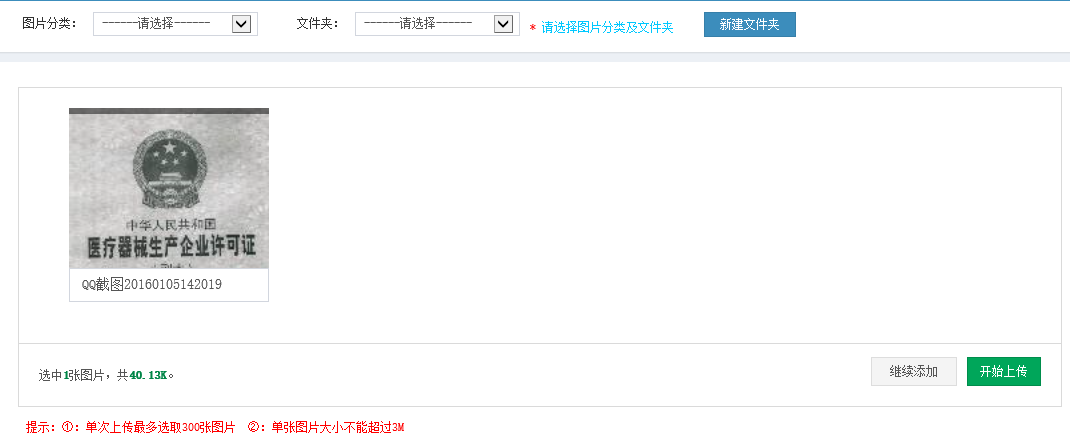 图片分类： ------请选择------ 文件夹： ------请选择------ * 请选择图片分类及文件夹 新建文件夹
中华人民共和国
医疗器械生产企业许可证
QQ截图20160105142019
选中1张图片，共40.13K。 继续添加 开始上传
提示：①：单次上传最多选取300张图片 ②：单张图片大小不能超过3M